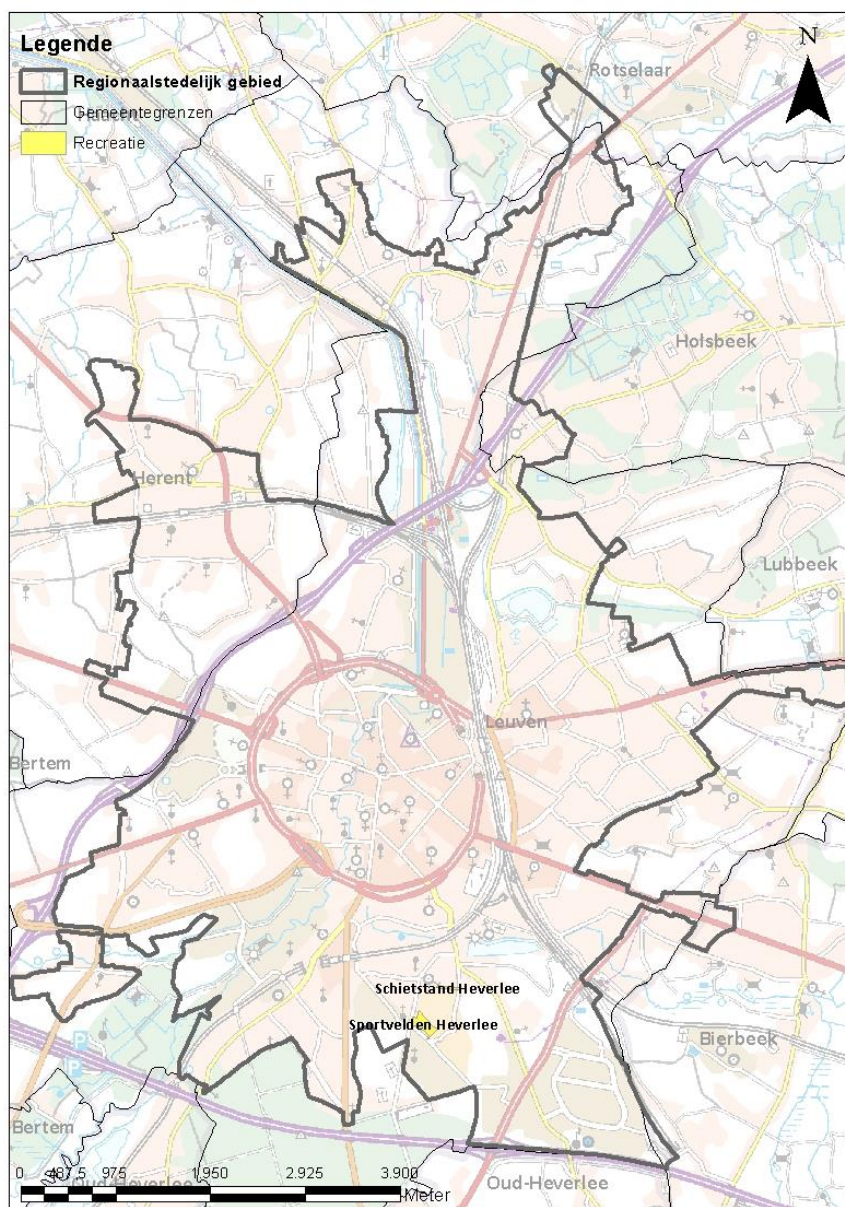 Legende
N
Rotselaar
Regionaalstedelijk gebied
Gemeentegrenzen
Recreatie
Holsbeek
Herent
Lubbeek
Leuven
Bertem
Schietstand Heverlee
Sportvelden Heverlee
Bierbeek
P
P
Bertem
0 487,5 975 1.950 2.925 3.900
Meter
Oud-Heverlee
Oud-Heverlee